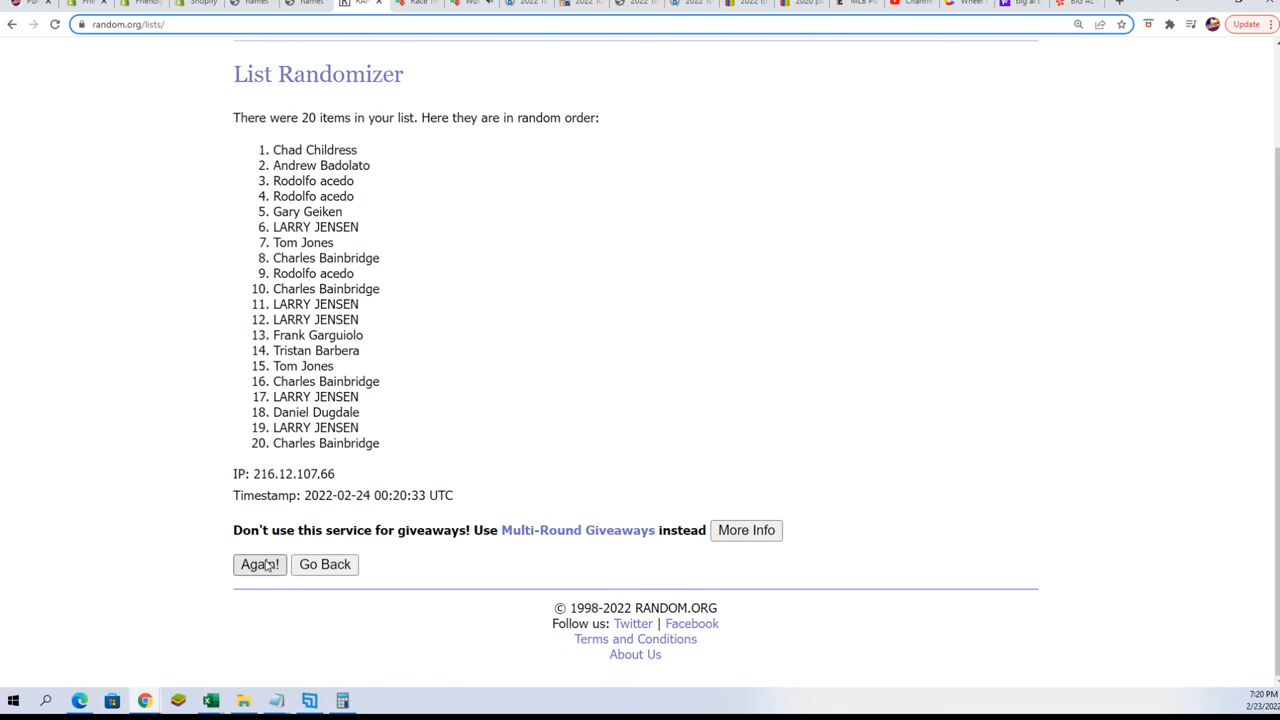 Shopify
names
names
random.org/lists/
Update
List Randomizer
There were 20 items in your list. Here they are in random order:
1. Chad Childress
2. Andrew Badolato
3. Rodolfo acedo
4. Rodolfo acedo
5. Gary Geiken
6. LARRY JENSEN
7. Tom Jones
8. Charles Bainbridge
9. Rodolfo acedo
10. Charles Bainbridge
11. LARRY JENSEN
12. LARRY JENSEN
13. Frank Garguiolo
14. Tristan Barbera
15. Tom Jones
16. Charles Bainbridge
17. LARRY JENSEN
18. Daniel Dugdale
19. LARRY JENSEN
20. Charles Bainbridge
IP: 216.12.107.66
Timestamp: 2022-02-24 00:20:33 UTC
Don't use this service for giveaways! Use Multi-Round Giveaways instead More Info
Again! Go Back
© 1998-2022 RANDOM.ORG
Follow us: Twitter | Facebook
Terms and Conditions
About Us
7:20 PM
2/23/2022